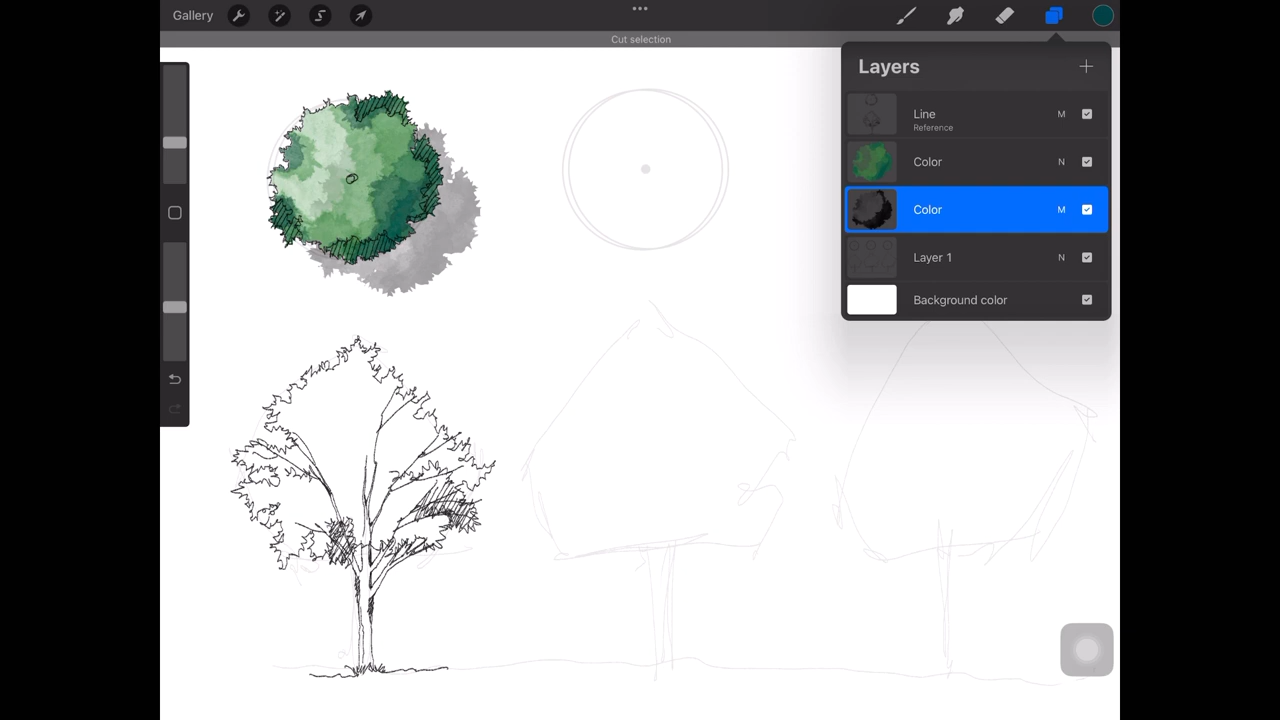 Gallery
Cut selection
Layers
Line M
Reference
Color N
Color M
Layer 1 N
Background color